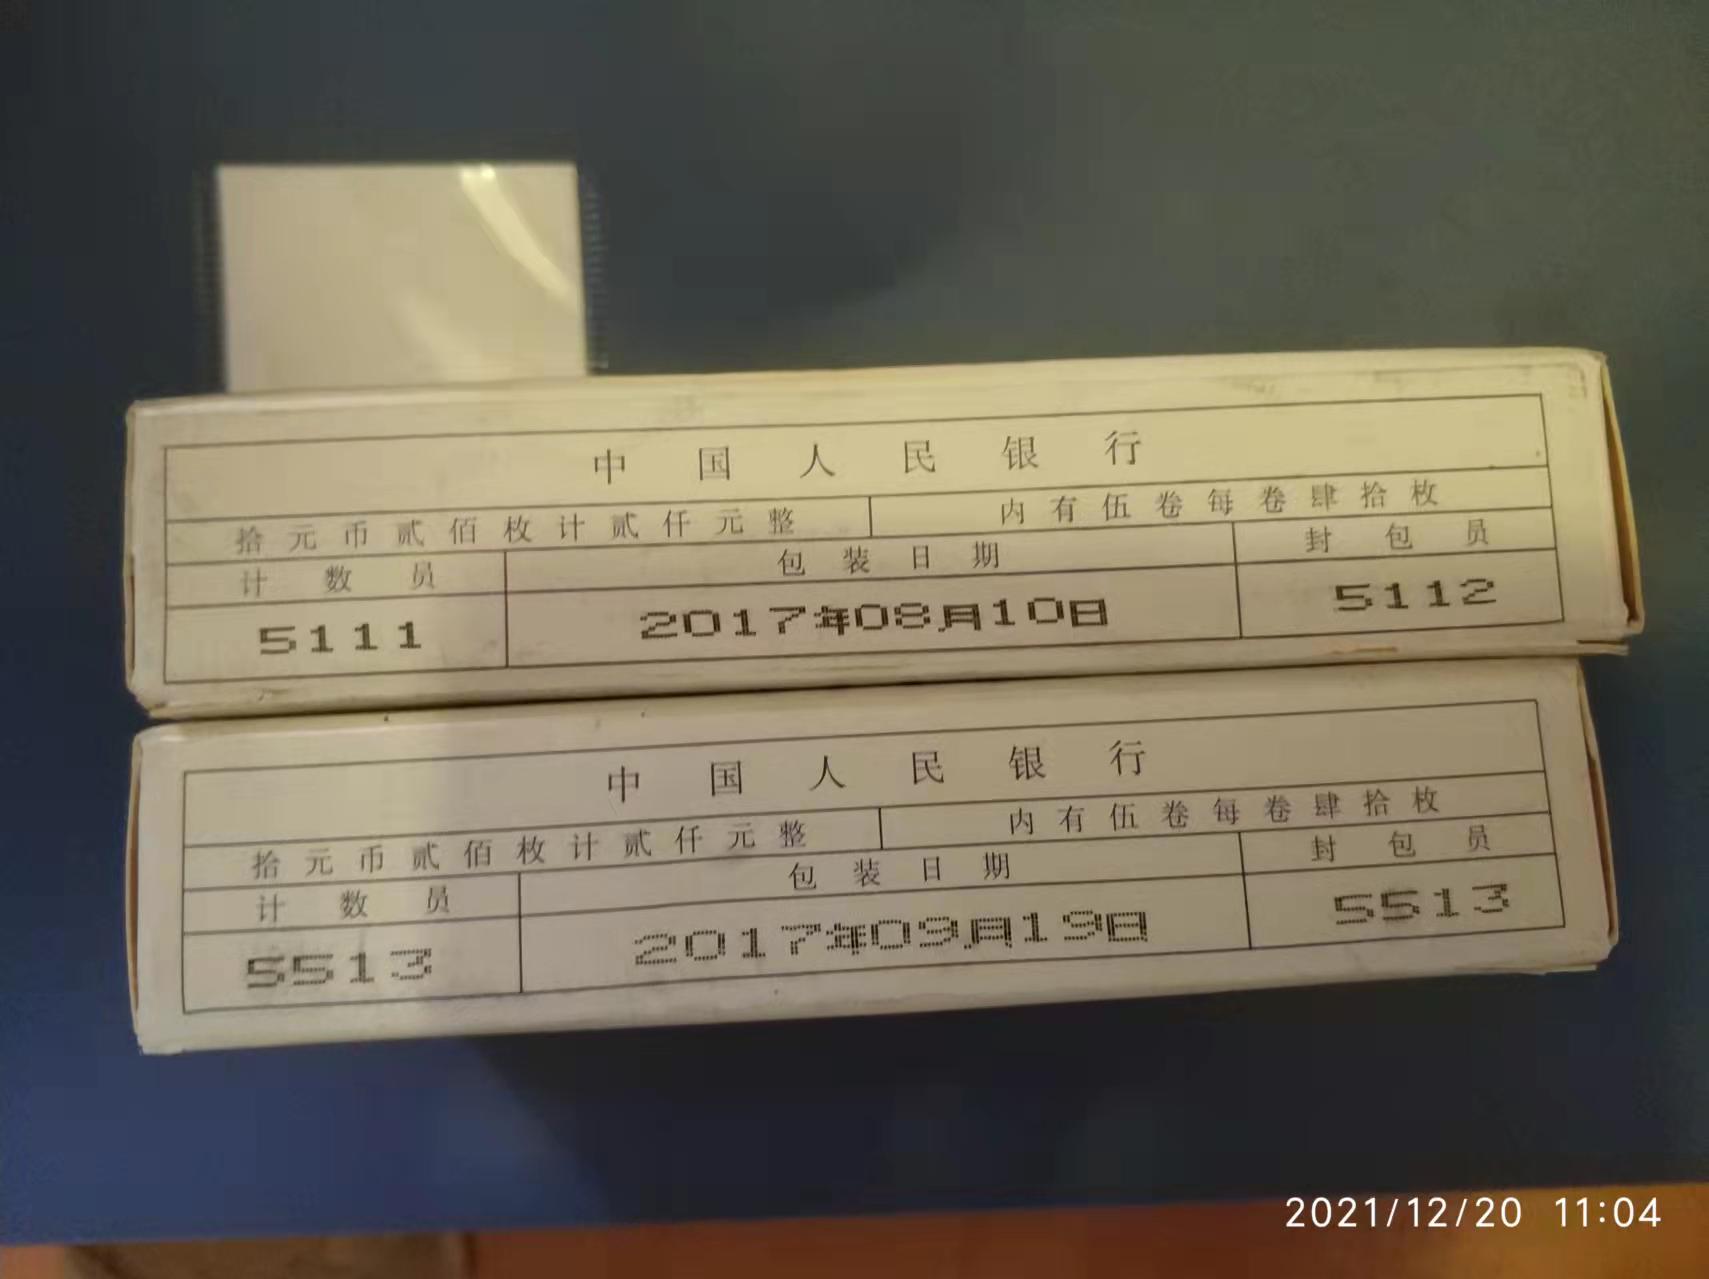 中国人民银行
拾元币贰佰枚计贰仟元整 内有伍卷每卷肆拾枚
计数员 包装日期 封包员
5111 2017年08月10日 5112
中国人民银行
拾元币贰佰枚计贰仟元整 内有伍卷每卷肆拾枚
计数员 包装日期 封包员
5513 2017年09月19日 5513
2021/12/20 11:04